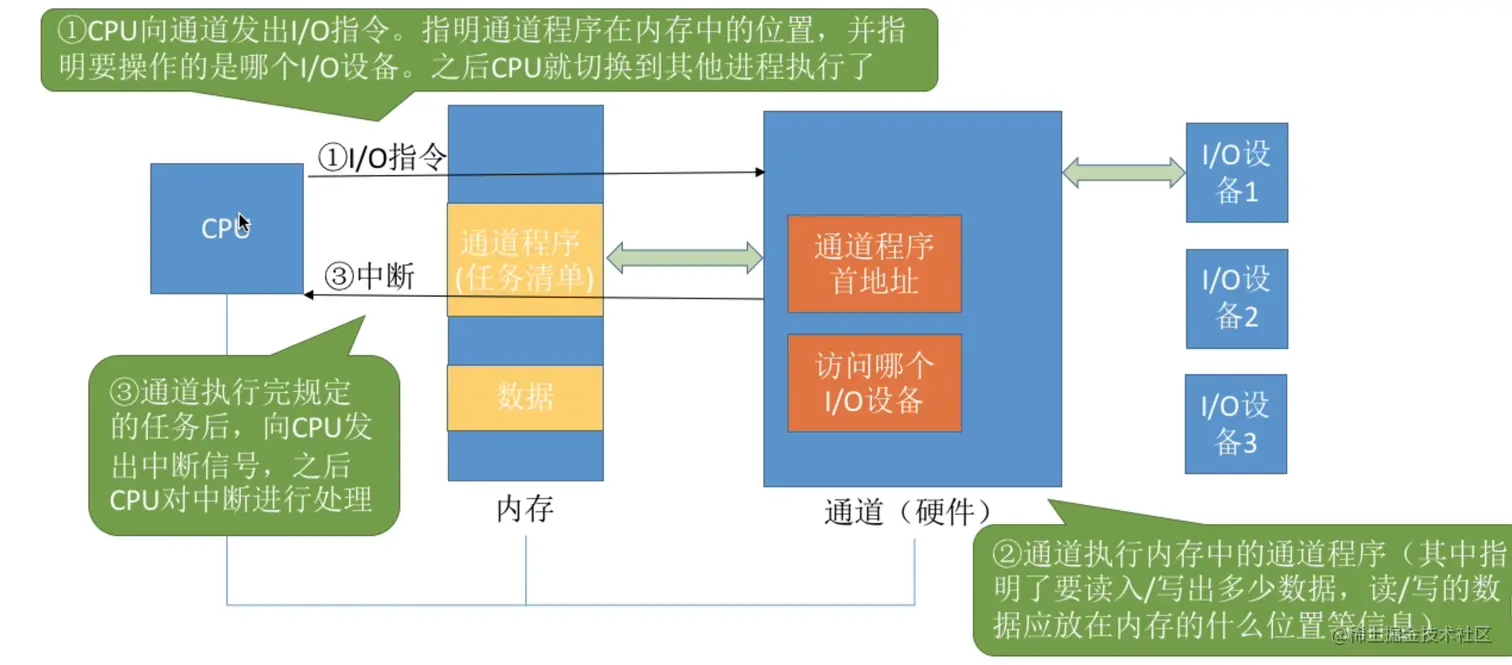 ①CPU向通道发出I/O指令。指明通道程序在内存中的位置，并指
明要操作的是哪个I/O设备。之后CPU就切换到其他进程执行了
①I/O指令
CPU
通道程序
(任务清单)
③中断
数据
内存
通道程序
首地址
访问哪个
I/O设备
通道（硬件）
I/O设
备1
I/O设
备2
I/O设
备3
③通道执行完规定
的任务后，向CPU发
出中断信号，之后
CPU对中断进行处理
②通道执行内存中的通道程序（其中指
明了要读入/写出多少数据，读/写的数
据应放在内存的什么位置等信息）
@稀土掘金技术社区